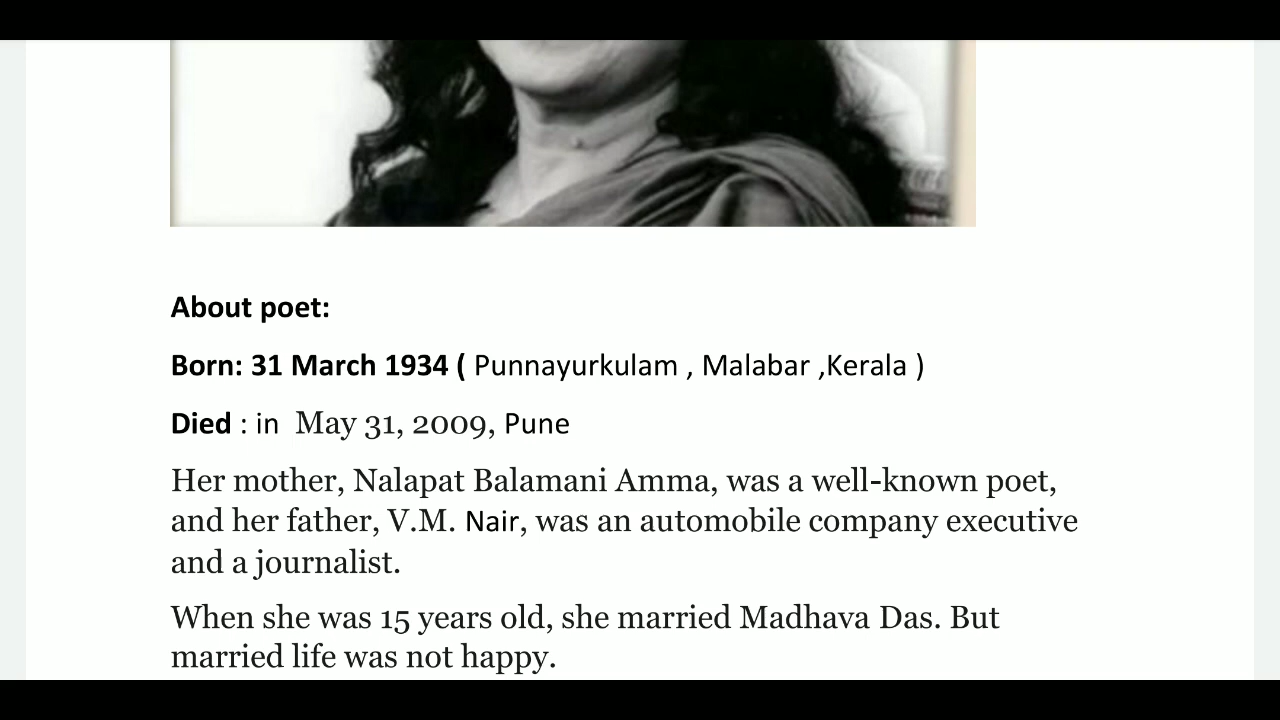 About poet:
Born: 31 March 1934 ( Punnayurkulam , Malabar ,Kerala )
Died : in May 31, 2009, Pune
Her mother, Nalapat Balamani Amma, was a well-known poet,
and her father, V.M. Nair, was an automobile company executive
and a journalist.
When she was 15 years old, she married Madhava Das. But
married life was not happy.